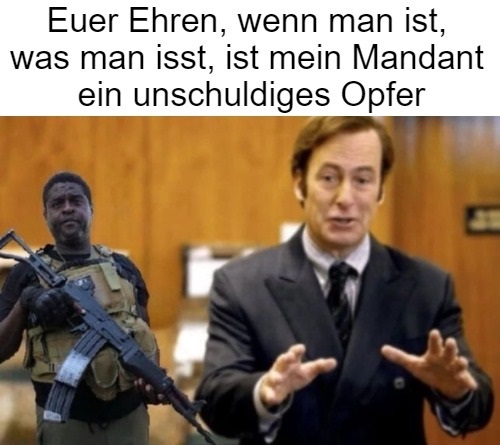 Euer Ehren, wenn man ist,
was man isst, ist mein Mandant
ein unschuldiges Opfer